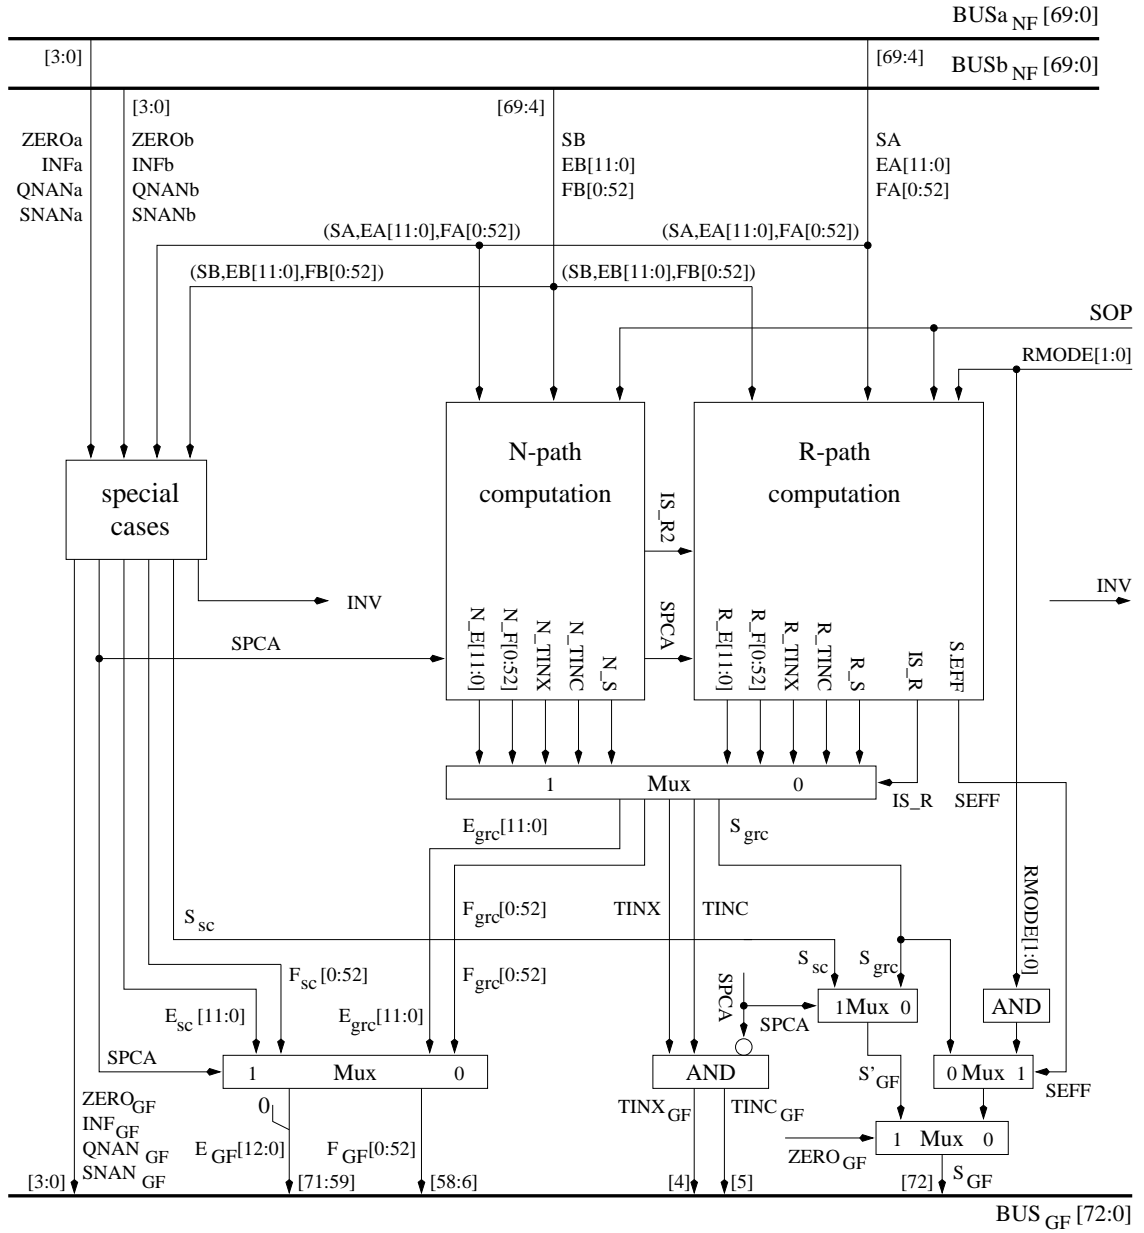 BUSa NF [69:0]
[3:0]
[69:4]
BUSb NF [69:0]
[3:0]
[69:4]
ZEROa
INFa
QNANa
SNANa
ZEROb
INFb
QNANb
SNANb
SB
EB[11:0]
FB[0:52]
SA
EA[11:0]
FA[0:52]
(SA,EA[11:0],FA[0:52])
(SA,EA[11:0],FA[0:52])
(SB,EB[11:0],FB[0:52])
(SB,EB[11:0],FB[0:52])
SOP
RMODE[1:0]
N-path
computation
R-path
computation
special
cases
IS_R2
INV
INV
SPCA
SPCA
N_E[11:0]
N_F[0:52]
N_TINX
N_TINC
N_S
R_E[11:0]
R_F[0:52]
R_TINX
R_TINC
R_S
IS_R
S.EFF
1 Mux 0
IS_R
SEFF
E grc[11:0]
S grc
F grc[0:52]
TINX
TINC
RMODE[1:0]
S sc
F sc [0:52]
F grc[0:52]
S sc
S grc
E sc [11:0]
E grc[11:0]
SPCA
SPCA
1 Mux 0
AND
SPCA
1 Mux 0
AND
S' GF
0 Mux 1
SEFF
ZERO GF
INF GF
QNAN GF
SNAN GF
0
E GF[12:0]
F GF[0:52]
TINX GF
TINC GF
1 Mux 0
ZERO GF
S GF
[3:0]
[71:59]
[58:6]
[4]
[5]
[72]
BUS GF [72:0]